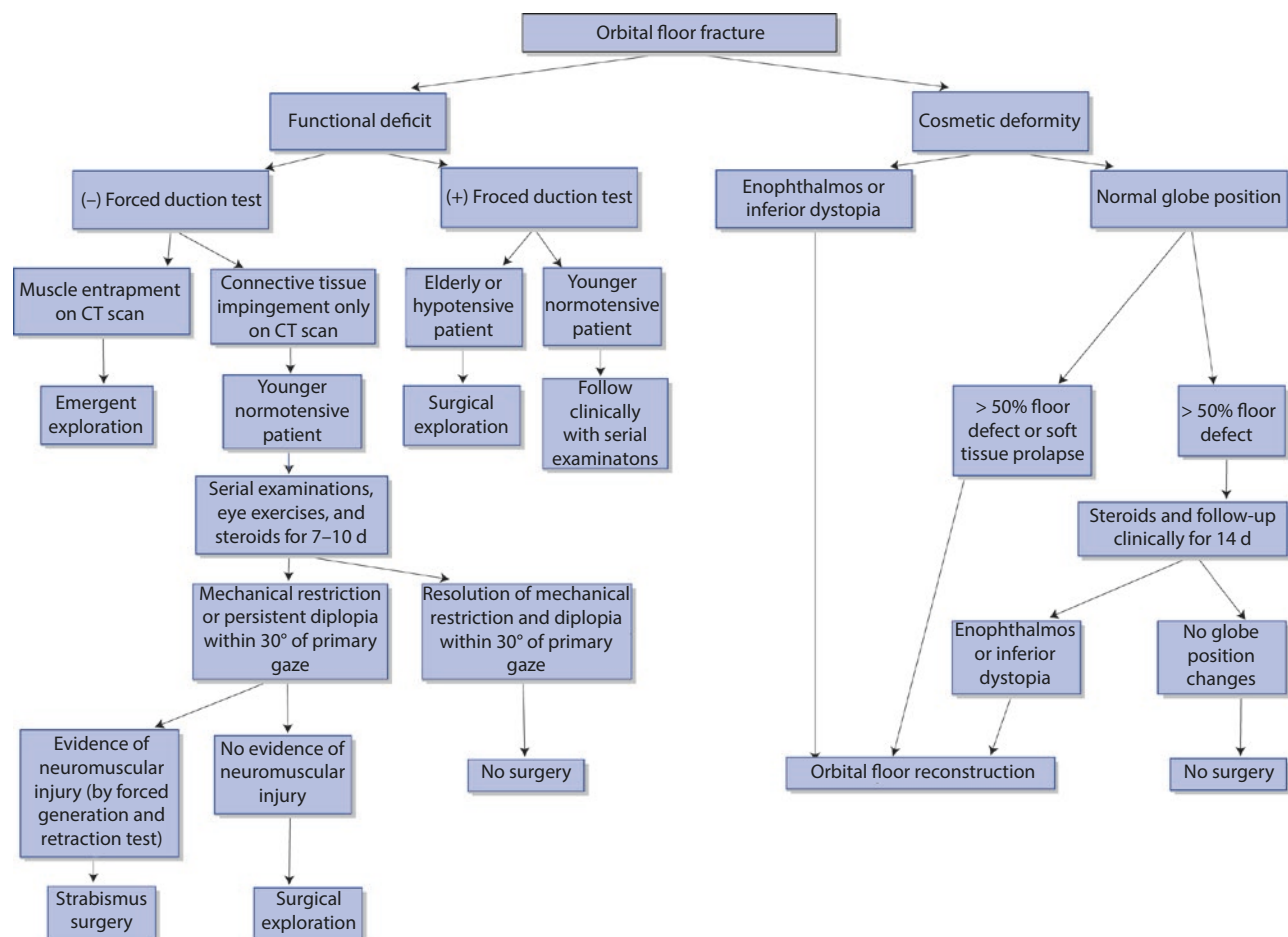 Orbital floor fracture
Functional deficit
Cosmetic deformity
(–) Forced duction test
(+) Froced duction test
Enophthalmos or
inferior dystopia
Normal globe position
Muscle entrapment
on CT scan
Connective tissue
impingement only
on CT scan
Elderly or
hypotensive
patient
Younger
normotensive
patient
Emergent
exploration
Younger
normotensive
patient
Surgical
exploration
Follow
clinically
with serial
examinatons
> 50% floor
defect or soft
tissue prolapse
> 50% floor
defect
Serial examinations,
eye exercises, and
steroids for 7–10 d
Steroids and follow-up
clinically for 14 d
Mechanical restriction
or persistent diplopia
within 30° of primary
gaze
Resolution of mechanical
restriction and diplopia
within 30° of primary
gaze
Enophthalmos
or inferior
dystopia
No globe
position
changes
Evidence of
neuromuscular
injury (by forced
generation and
retraction test)
No evidence of
neuromuscular
injury
No surgery
Orbital floor reconstruction
No surgery
Strabismus
surgery
Surgical
exploration